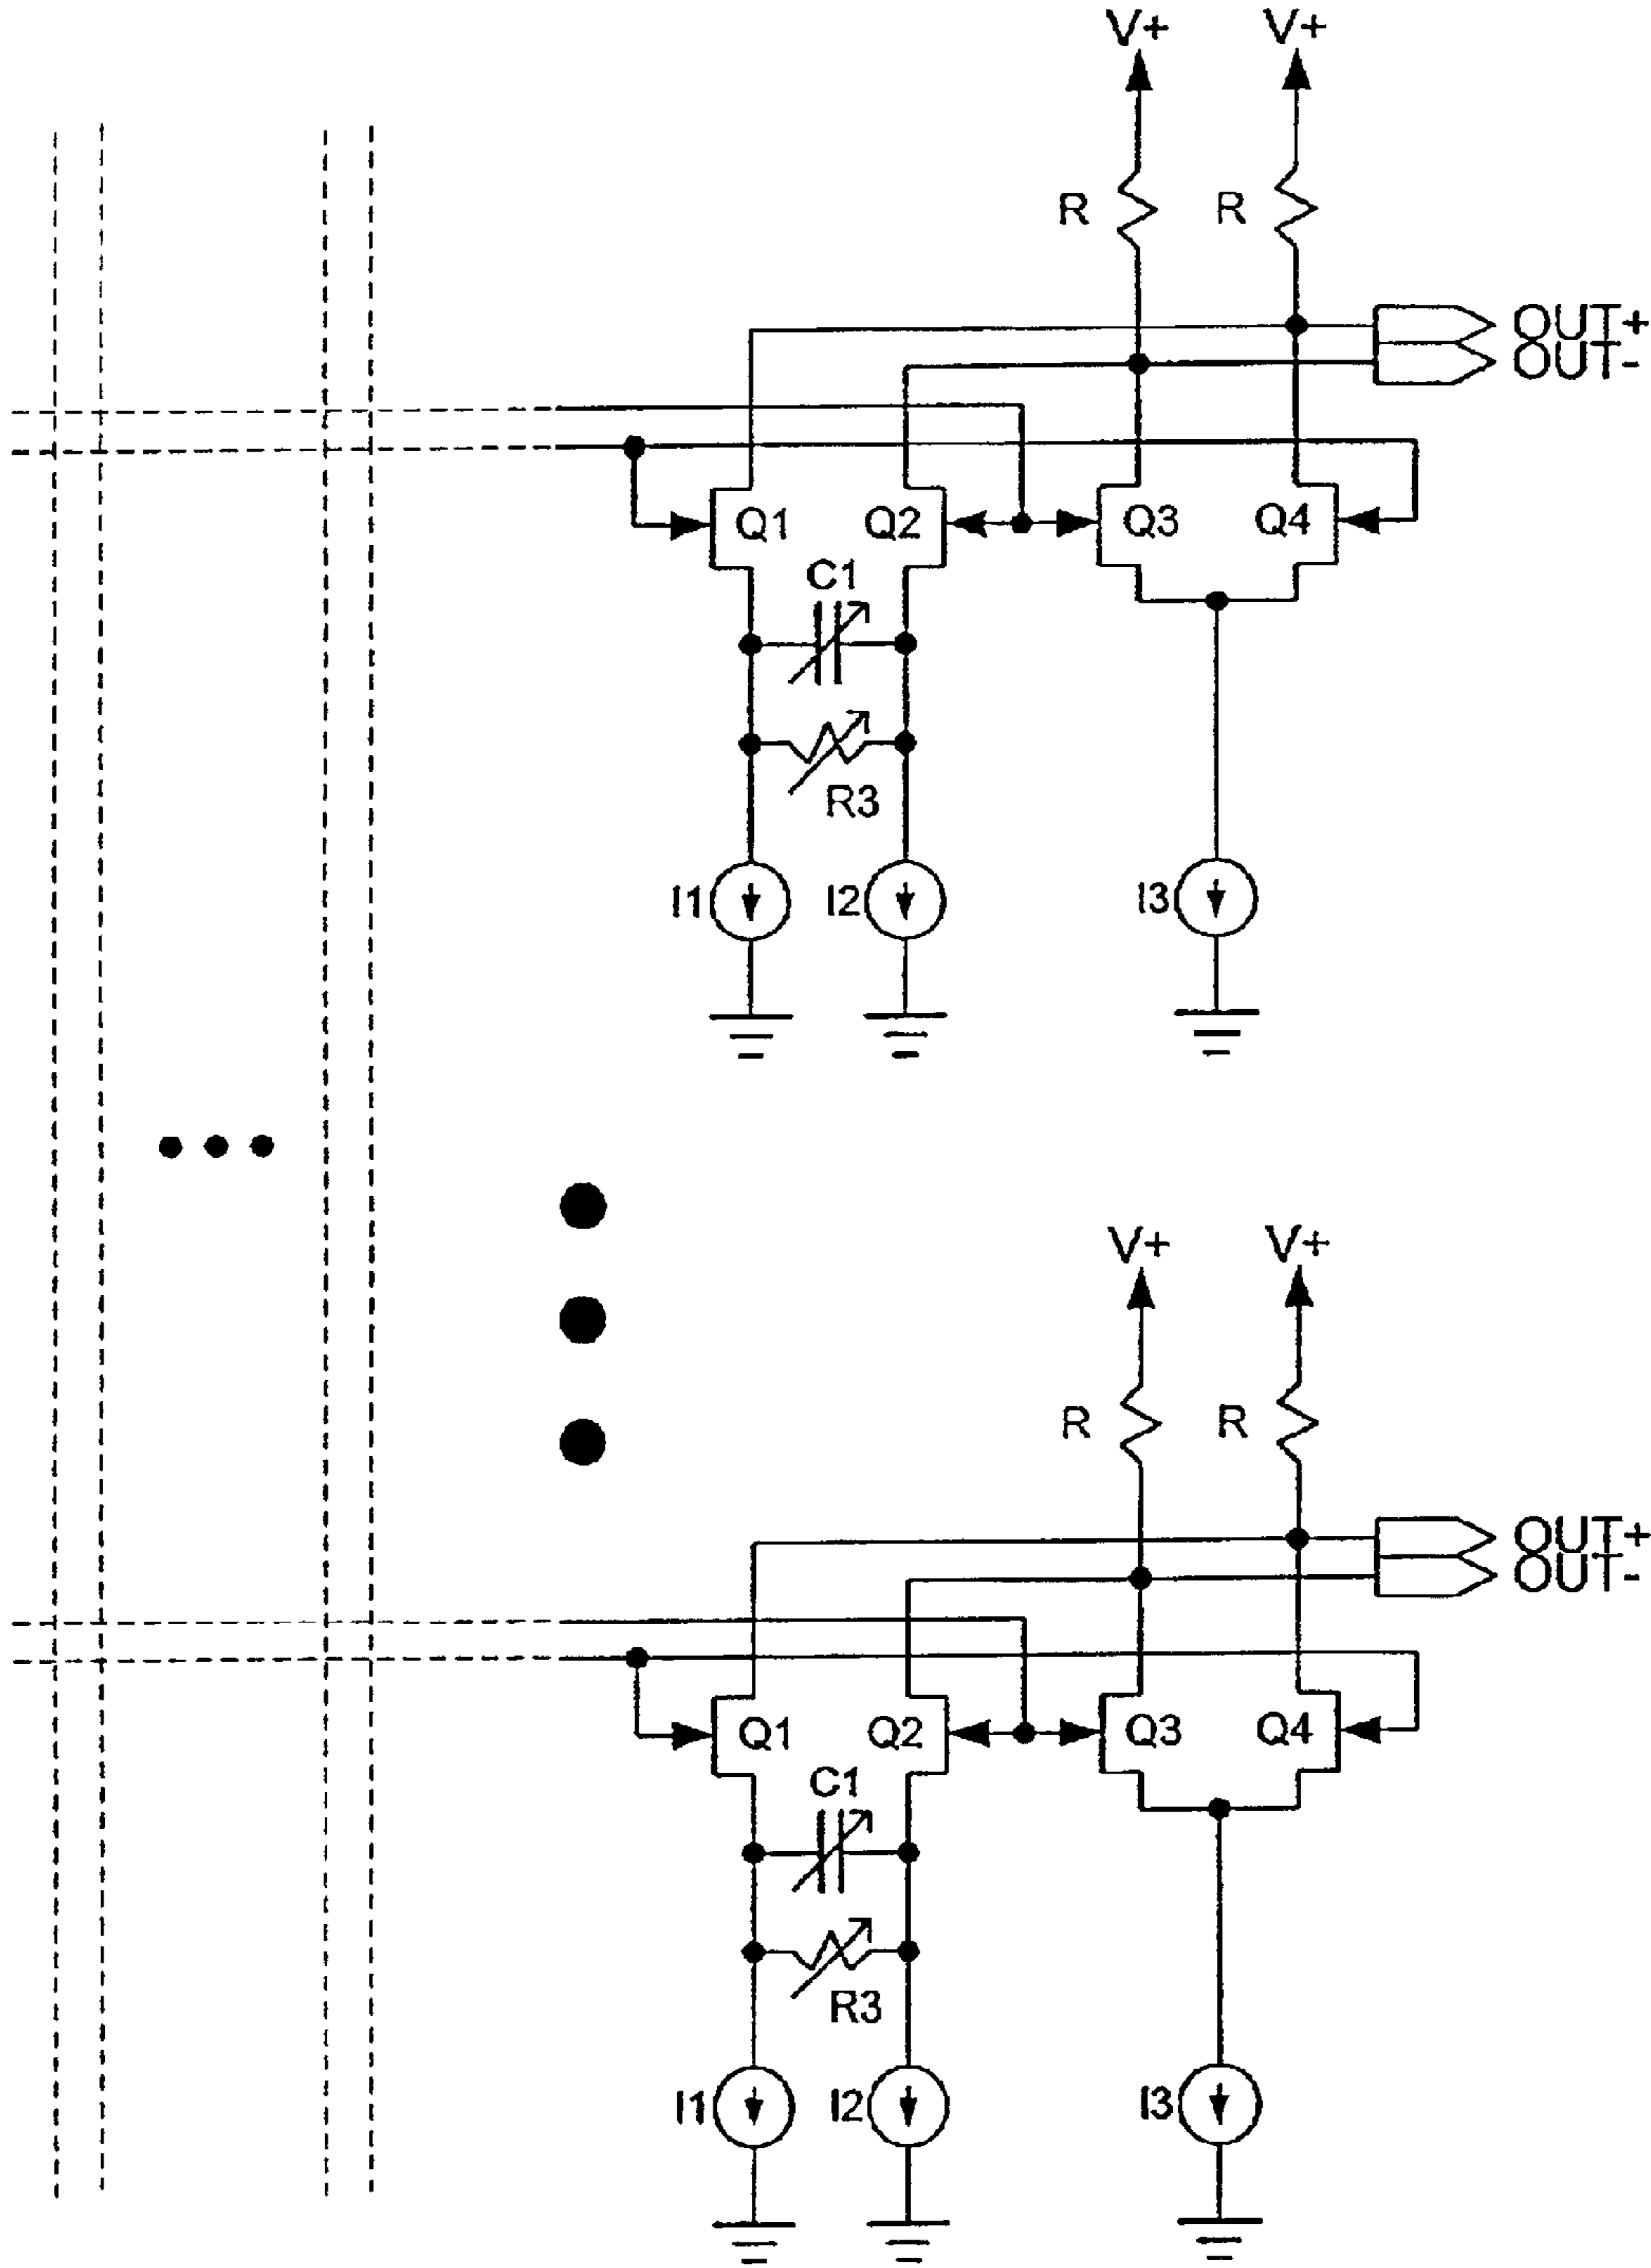 V+ V+
R R
OUT+
OUT-
Q1 Q2 Q3 Q4
C1
R3
I1 I2 I3
V+ V+
R R
OUT+
OUT-
Q1 Q2 Q3 Q4
C1
R3
I1 I2 I3